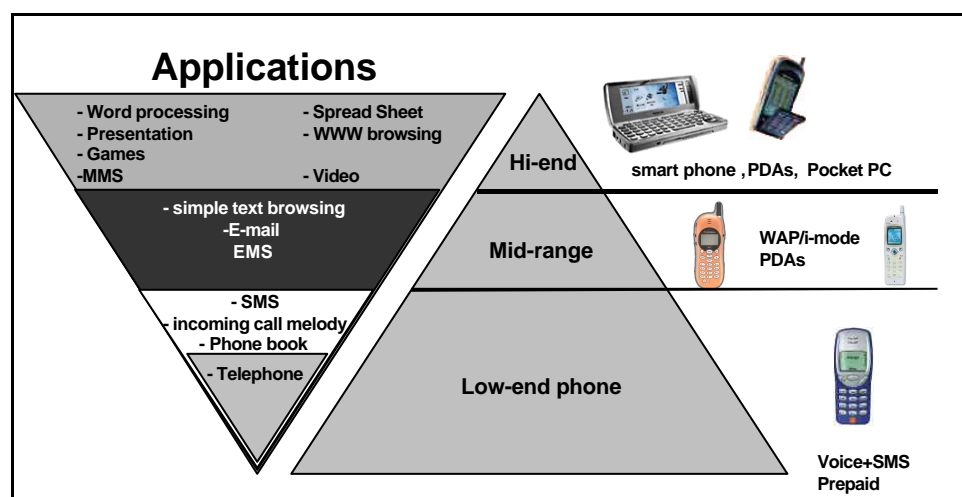 Applications
- Word processing - Spread Sheet
- Presentation - WWW browsing
- Games
-MMS - Video
- simple text browsing
-E-mail
EMS
- SMS
- incoming call melody
- Phone book
- Telephone
Hi-end
smart phone ,PDAs, Pocket PC
Mid-range
WAP/i-mode
PDAs
Low-end phone
Voice+SMS
Prepaid